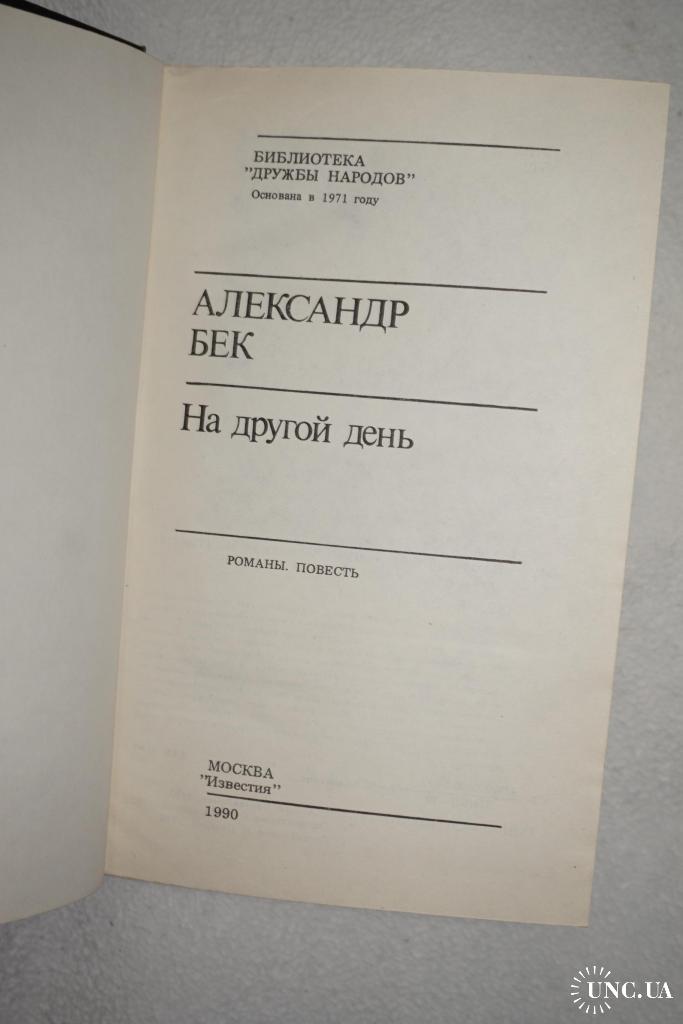 БИБЛИОТЕКА
"ДРУЖБЫ НАРОДОВ"
Основана в 1971 году
АЛЕКСАНДР
БЕК
На другой день
РОМАНЫ. ПОВЕСТЬ
МОСКВА
"Известия"
1990
UNC.UA